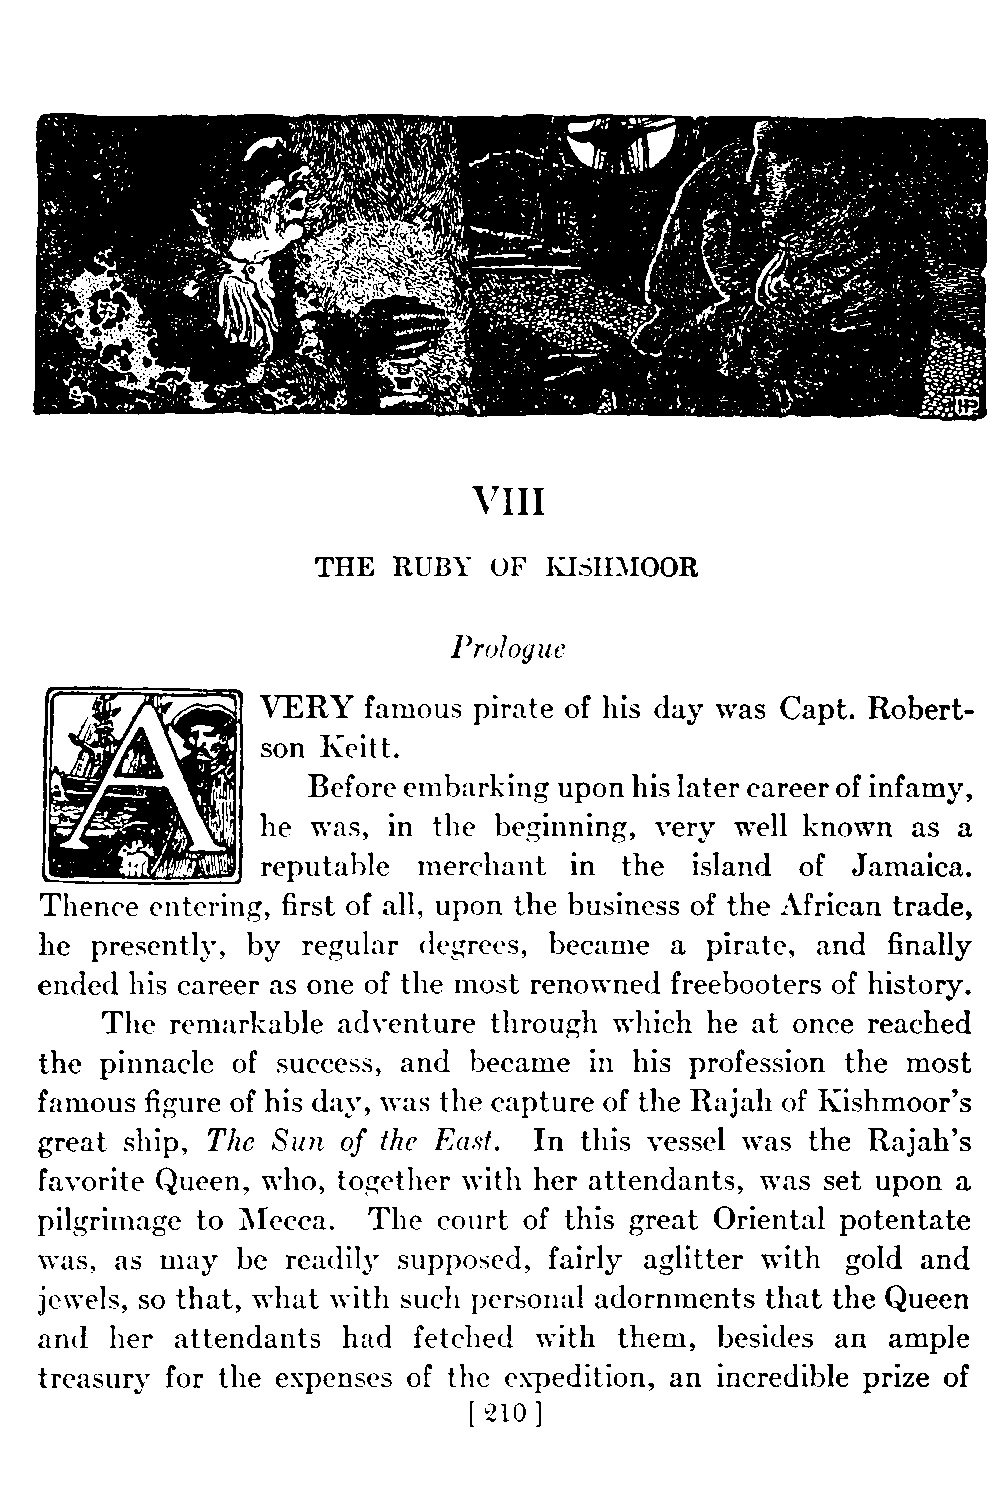 HP
VIII
THE RUBY OF KISHMOOR
Prologue
A VERY famous pirate of his day was Capt. Robert-
son Keitt.
Before embarking upon his later career of infamy,
he was, in the beginning, very well known as a
reputable merchant in the island of Jamaica.
Thence entering, first of all, upon the business of the African trade,
he presently, by regular degrees, became a pirate, and finally
ended his career as one of the most renowned freebooters of history.
The remarkable adventure through which he at once reached
the pinnacle of success, and became in his profession the most
famous figure of his day, was the capture of the Rajah of Kishmoor's
great ship, The Sun of the East. In this vessel was the Rajah's
favorite Queen, who, together with her attendants, was set upon a
pilgrimage to Mecca. The court of this great Oriental potentate
was, as may be readily supposed, fairly aglitter with gold and
jewels, so that, what with such personal adornments that the Queen
and her attendants had fetched with them, besides an ample
treasury for the expenses of the expedition, an incredible prize of
[ 210 ]